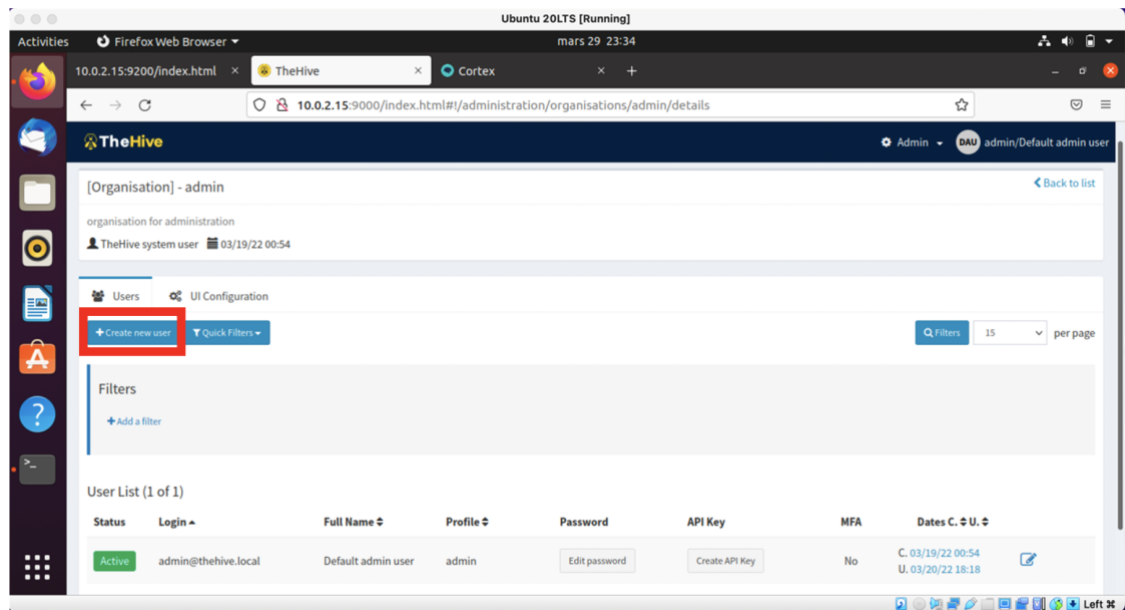 Ubuntu 20LTS [Running]
Activities Firefox Web Browser mars 29 23:34
10.0.2.15:9200/index.html × TheHive × Cortex × +
10.0.2.15:9000/index.html#!/administration/organisations/admin/details
TheHive Admin DAU admin/Default admin user
[Organisation] - admin Back to list
organisation for administration
TheHive system user 03/19/22 00:54
Users UI Configuration
+ Create new user Quick Filters Filters 15 per page
Filters
+ Add a filter
User List (1 of 1)
Status Login Full Name Profile Password API Key MFA Dates C. U.
Active admin@thehive.local Default admin user admin Edit password Create API Key No C. 03/19/22 00:54
U. 03/20/22 18:18
Left ⌘